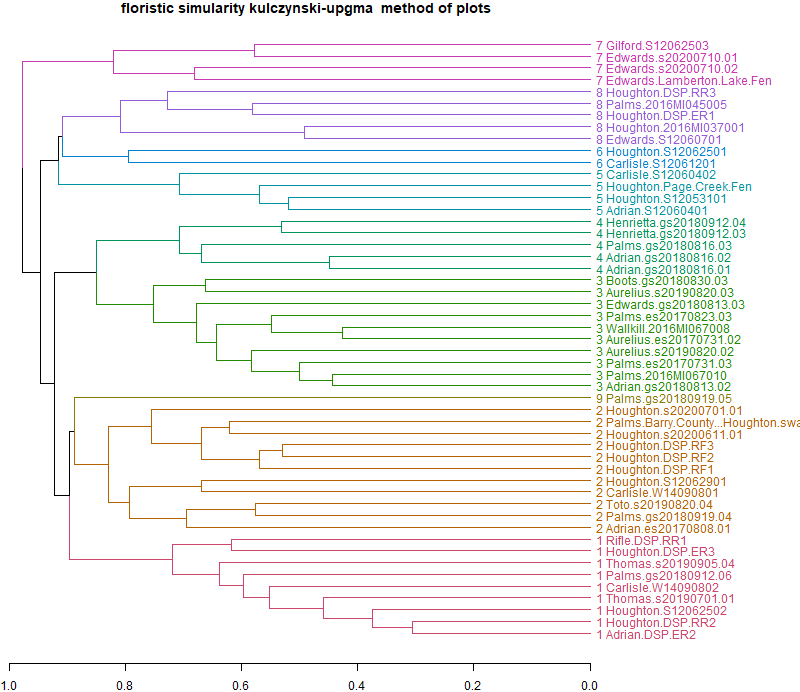 floristic simularity kulczynski-upgma method of plots
7 Gilford.S12062503
7 Edwards.s20200710.01
7 Edwards.s20200710.02
7 Edwards.Lamberton.Lake.Fen
8 Houghton.DSP.RR3
8 Palms.2016MI045005
8 Houghton.DSP.ER1
8 Houghton.2016MI037001
8 Edwards.S12060701
6 Houghton.S12062501
6 Carlisle.S12061201
5 Carlisle.S12060402
5 Houghton.Page.Creek.Fen
5 Houghton.S12053101
5 Adrian.S12060401
4 Henrietta.gs20180912.04
4 Henrietta.gs20180912.03
4 Palms.gs20180816.03
4 Adrian.gs20180816.02
4 Adrian.gs20180816.01
3 Boots.gs20180830.03
3 Aurelius.s20190820.03
3 Edwards.gs20180813.03
3 Palms.es20170823.03
3 Wallkill.2016MI067008
3 Aurelius.es20170731.02
3 Aurelius.s20190820.02
3 Palms.es20170731.03
3 Palms.2016MI067010
3 Adrian.gs20180813.02
9 Palms.gs20180919.05
2 Houghton.s20200701.01
2 Palms.Barry.County...Houghton.swa
2 Houghton.s20200611.01
2 Houghton.DSP.RF3
2 Houghton.DSP.RF2
2 Houghton.DSP.RF1
2 Houghton.S12062901
2 Carlisle.W14090801
2 Toto.s20190820.04
2 Palms.gs20180919.04
2 Adrian.es20170808.01
1 Rifle.DSP.RR1
1 Houghton.DSP.ER3
1 Thomas.s20190905.04
1 Palms.gs20180912.06
1 Carlisle.W14090802
1 Thomas.s20190701.01
1 Houghton.S12062502
1 Houghton.DSP.RR2
1 Adrian.DSP.ER2
1.0 0.8 0.6 0.4 0.2 0.0